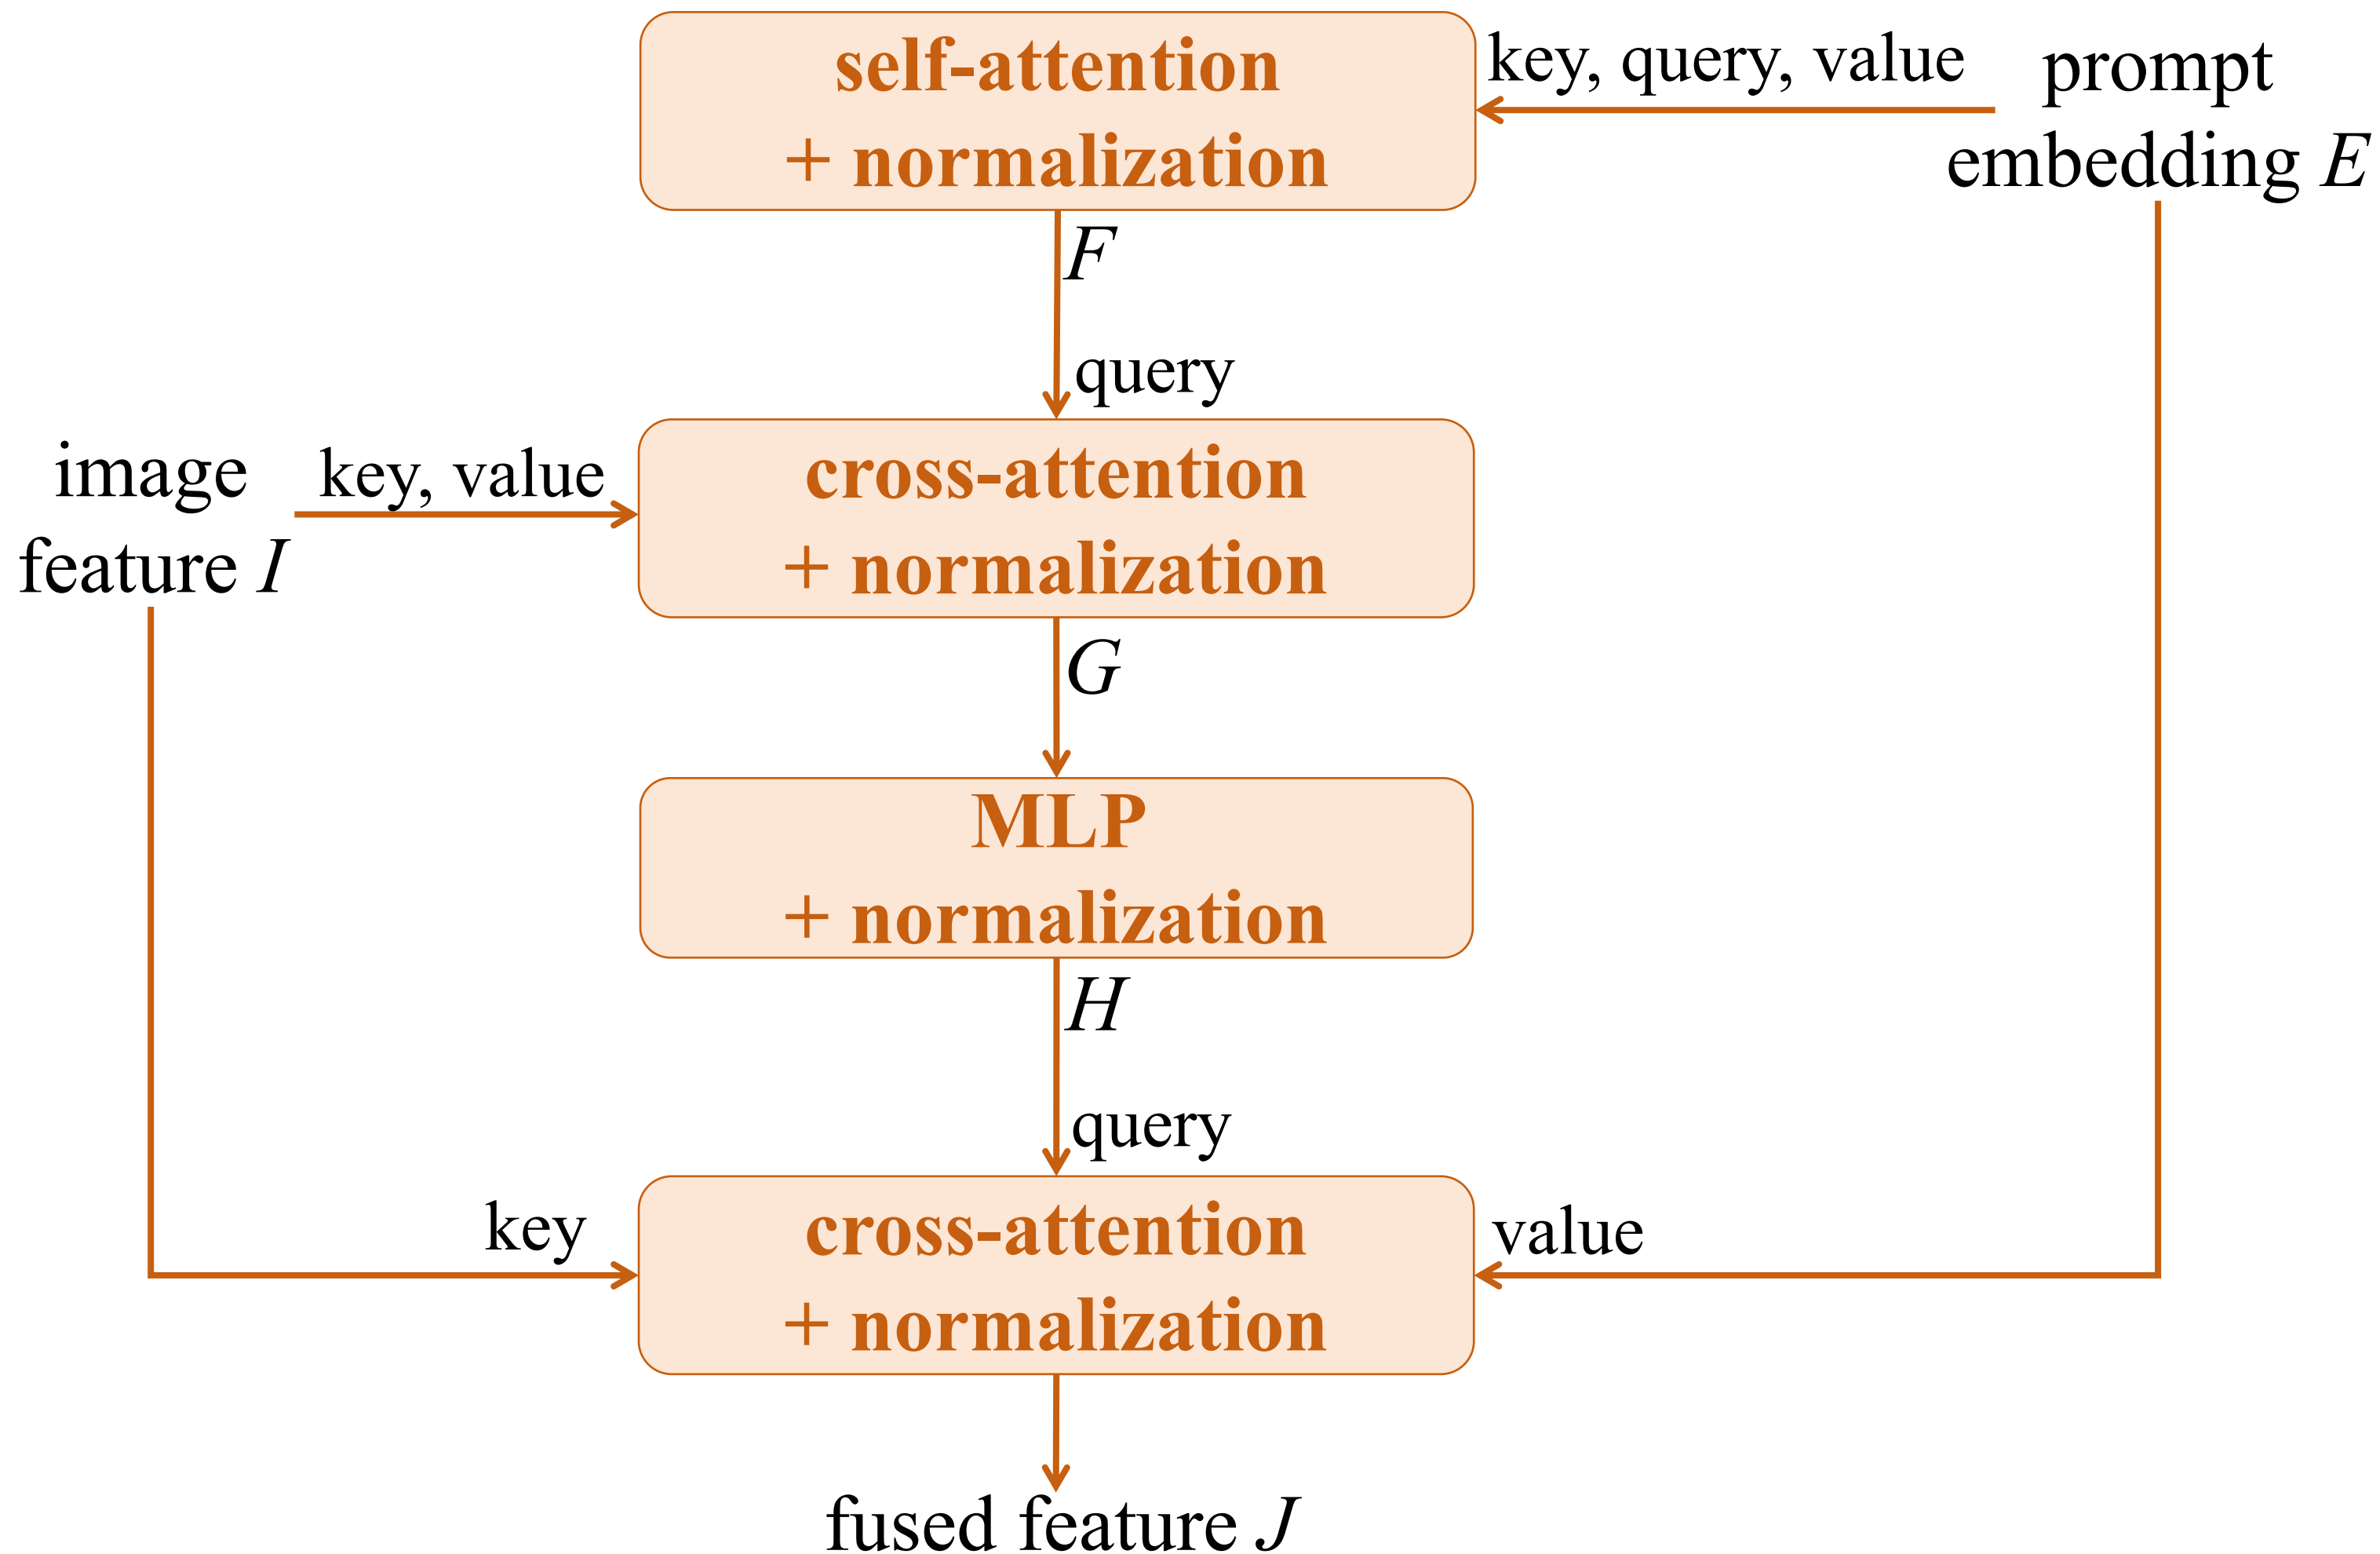 self-attention
+ normalization
key, query, value
prompt
embedding E
F
query
image
feature I
key, value
cross-attention
+ normalization
G
MLP
+ normalization
H
query
key
cross-attention
+ normalization
value
fused feature J